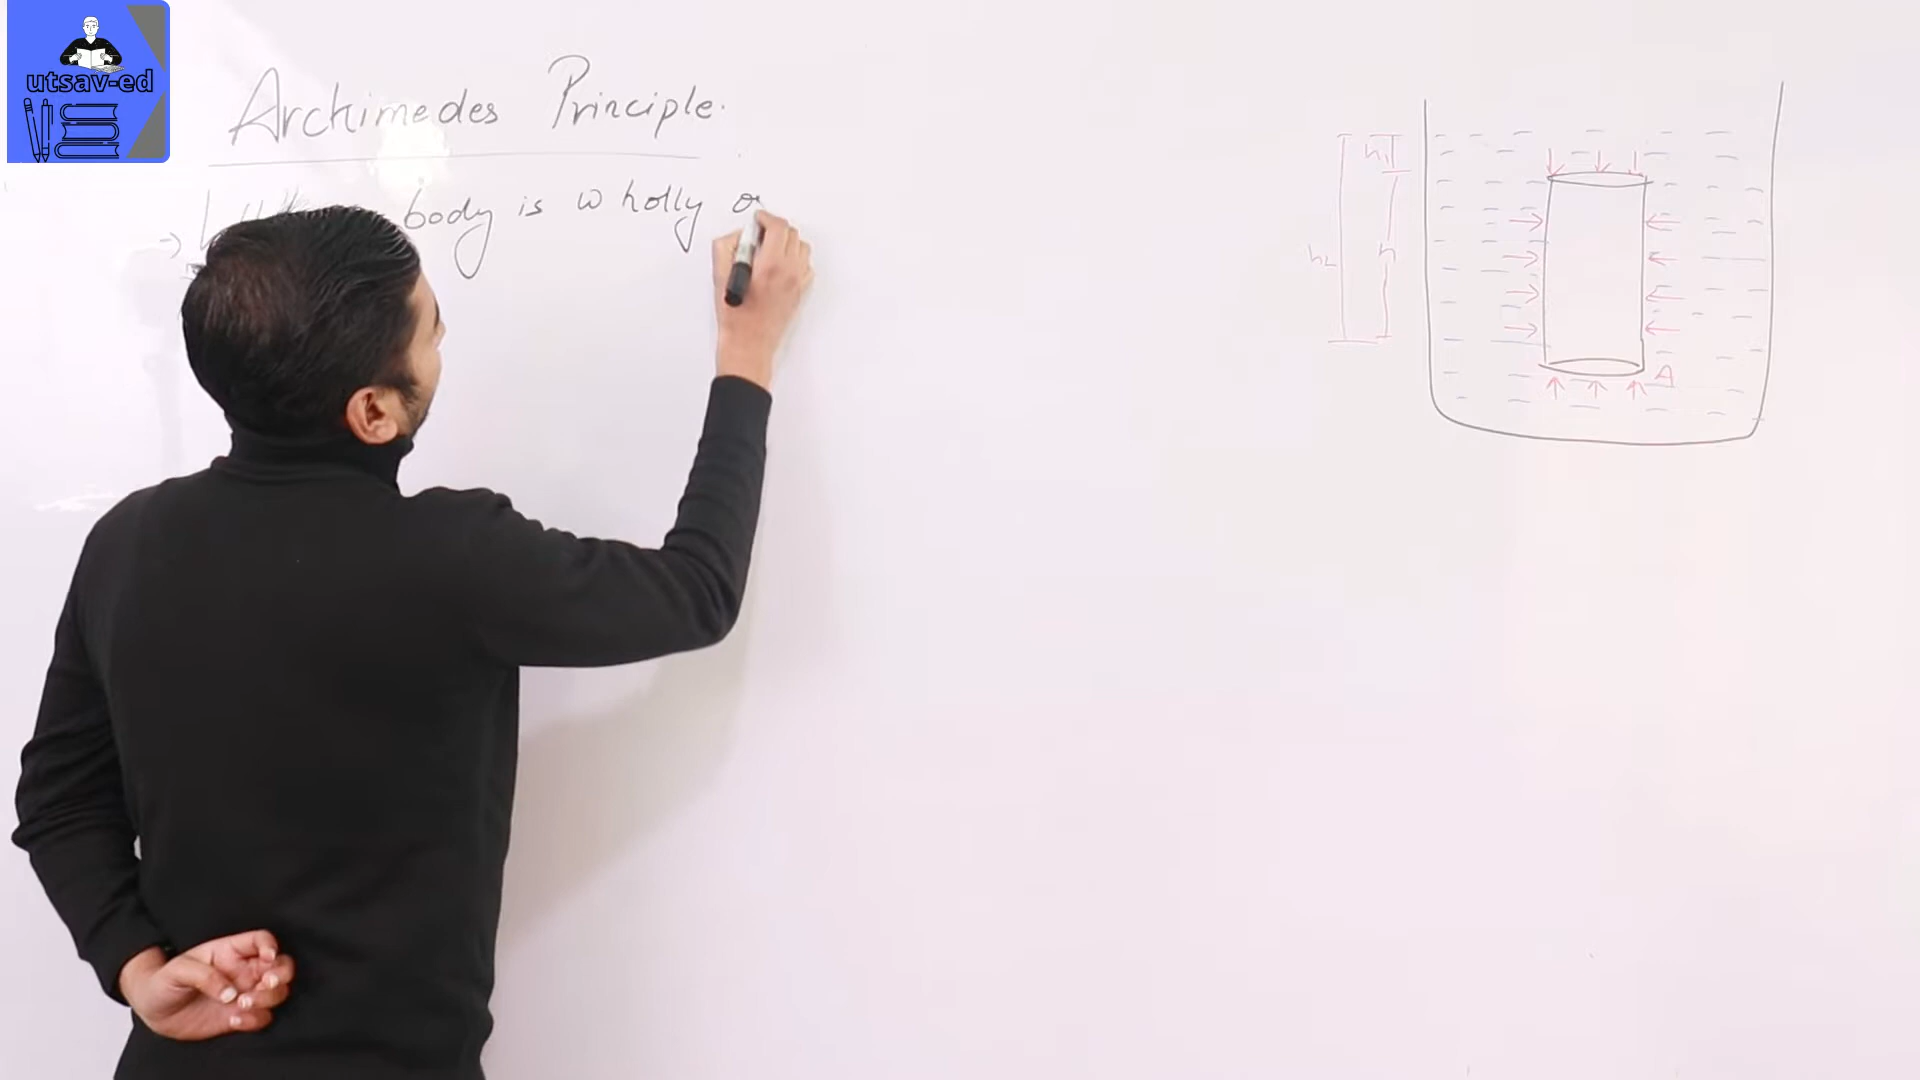 utsav-ed
Archimedes Principle.
body is wholly
h1
h2
h
A